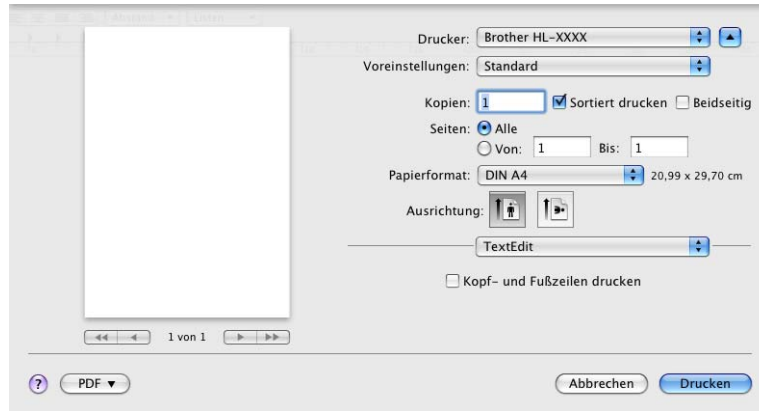 Drucker: Brother HL-XXXX
Voreinstellungen: Standard
Kopien: 1 Sortiert drucken Beidseitig
Seiten: Alle
Von: 1 Bis: 1
Papierformat: DIN A4 20,99 x 29,70 cm
Ausrichtung:
TextEdit
Kopf- und Fußzeilen drucken
1 von 1
? PDF Abbrechen Drucken